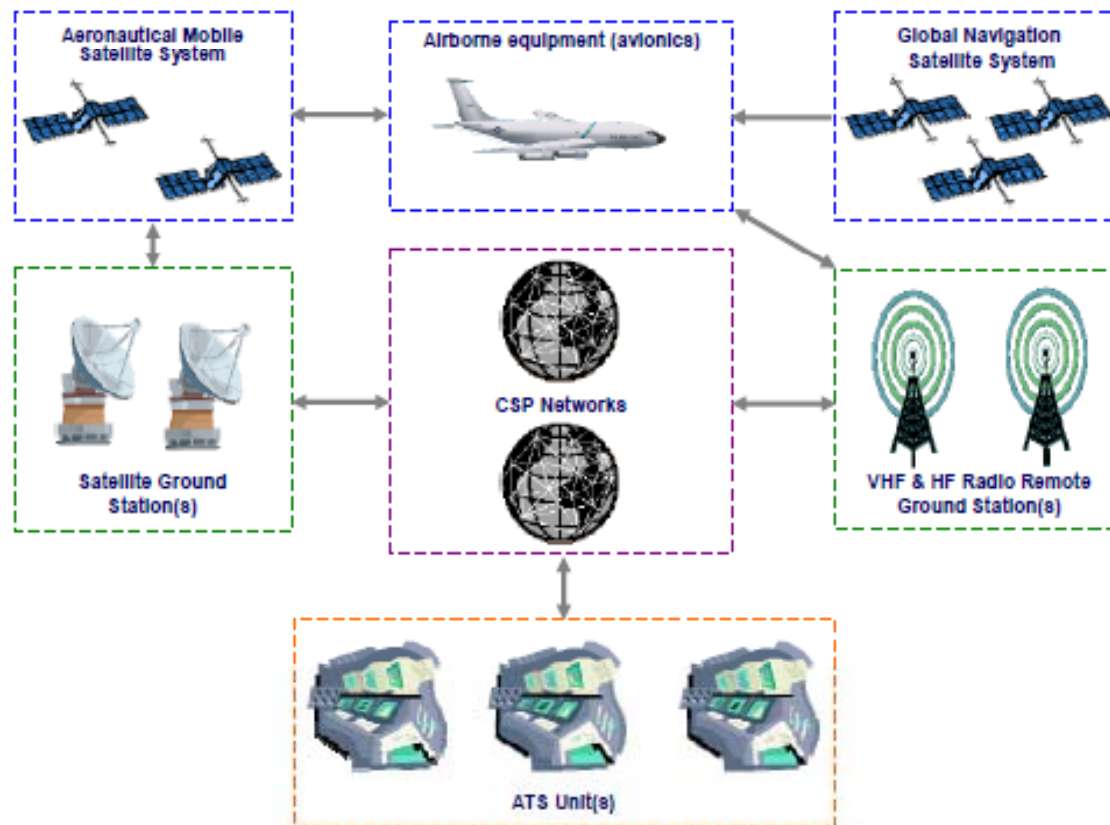 Aeronautical Mobile
Satellite System
Airborne equipment (avionics)
Global Navigation
Satellite System
CSP Networks
Satellite Ground
Station(s)
VHF & HF Radio Remote
Ground Station(s)
ATS Unit(s)